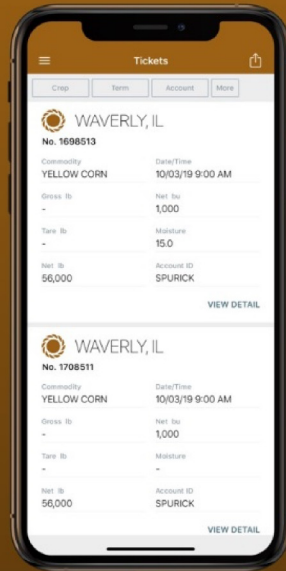 Tickets
Crop Term Account More
WAVERLY, IL
No. 1698513
Commodity Date/Time
YELLOW CORN 10/03/19 9:00 AM
Gross lb Net bu
- 1,000
Tare lb Moisture
- 15.0
Net lb Account ID
56,000 SPURICK
VIEW DETAIL
WAVERLY, IL
No. 1708511
Commodity Date/Time
YELLOW CORN 10/03/19 9:00 AM
Gross lb Net bu
- 1,000
Tare lb Moisture
- -
Net lb Account ID
56,000 SPURICK
VIEW DETAIL